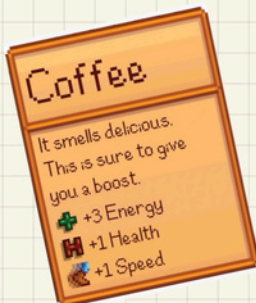 Coffee
It smells delicious.
This is sure to give
you a boost.
+3 Energy
+1 Health
+1 Speed